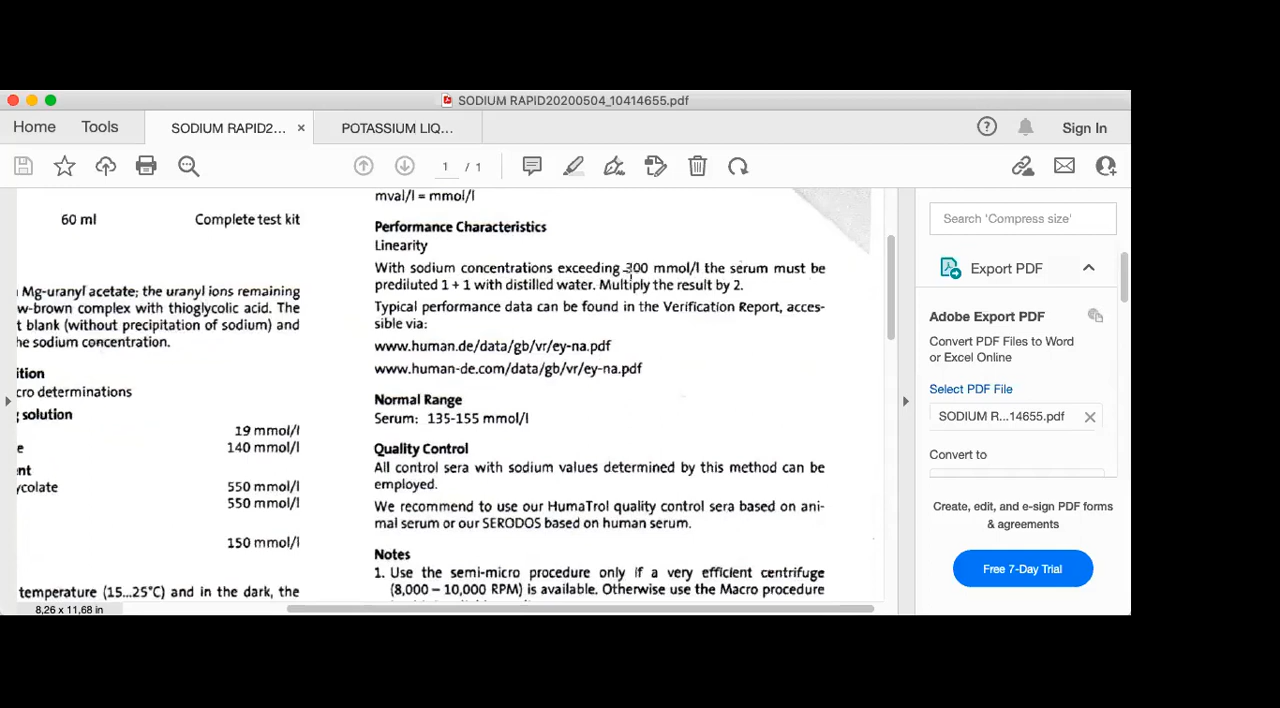 SODIUM RAPID20200504_10414655.pdf
Home Tools SODIUM RAPID2... × POTASSIUM LIQ... ? Sign In
1 / 1
mval/l = mmol/l
60 ml Complete test kit
Mg-uranyl acetate; the uranyl ions remaining
w-brown complex with thioglycolic acid. The
t blank (without precipitation of sodium) and
he sodium concentration.
ition
cro determinations
solution
19 mmol/l
e 140 mmol/l
nt
ycolate 550 mmol/l
550 mmol/l
150 mmol/l
temperature (15...25°C) and in the dark, the
8,26 x 11,68 in
Performance Characteristics
Linearity
With sodium concentrations exceeding 300 mmol/l the serum must be
prediluted 1 + 1 with distilled water. Multiply the result by 2.
Typical performance data can be found in the Verification Report, acces-
sible via:
www.human.de/data/gb/vr/ey-na.pdf
www.human-de.com/data/gb/vr/ey-na.pdf
Normal Range
Serum: 135-155 mmol/l
Quality Control
All control sera with sodium values determined by this method can be
employed.
We recommend to use our HumaTrol quality control sera based on ani-
mal serum or our SERODOS based on human serum.
Notes
1. Use the semi-micro procedure only if a very efficient centrifuge
(8,000 – 10,000 RPM) is available. Otherwise use the Macro procedure
Search 'Compress size'
Export PDF
Adobe Export PDF
Convert PDF Files to Word
or Excel Online
Select PDF File
SODIUM R...14655.pdf
Convert to
Create, edit, and e-sign PDF forms
& agreements
Free 7-Day Trial